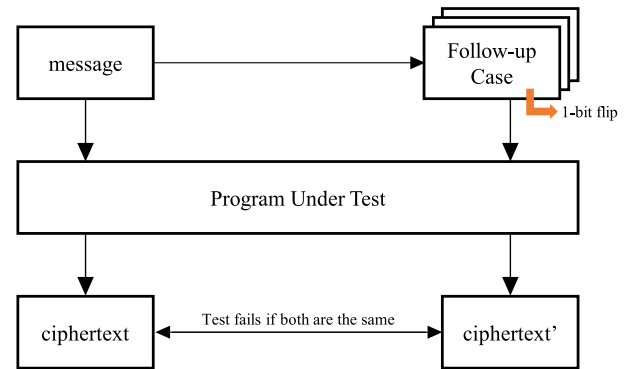 message
Follow-up
Case
1-bit flip
Program Under Test
ciphertext
Test fails if both are the same
ciphertext’